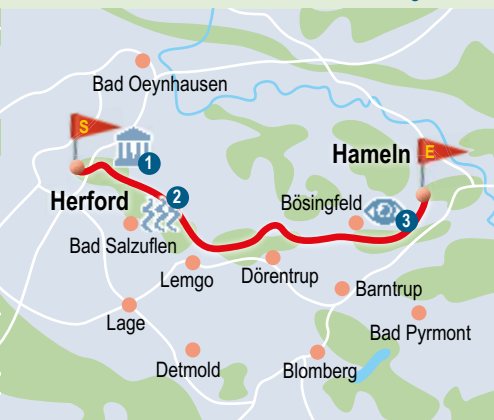 Bad Oeynhausen
S
1
Hameln
E
Herford
2
Bösingfeld
3
Bad Salzuflen
Lemgo
Dörentrup
Barntrup
Lage
Bad Pyrmont
Detmold
Blomberg